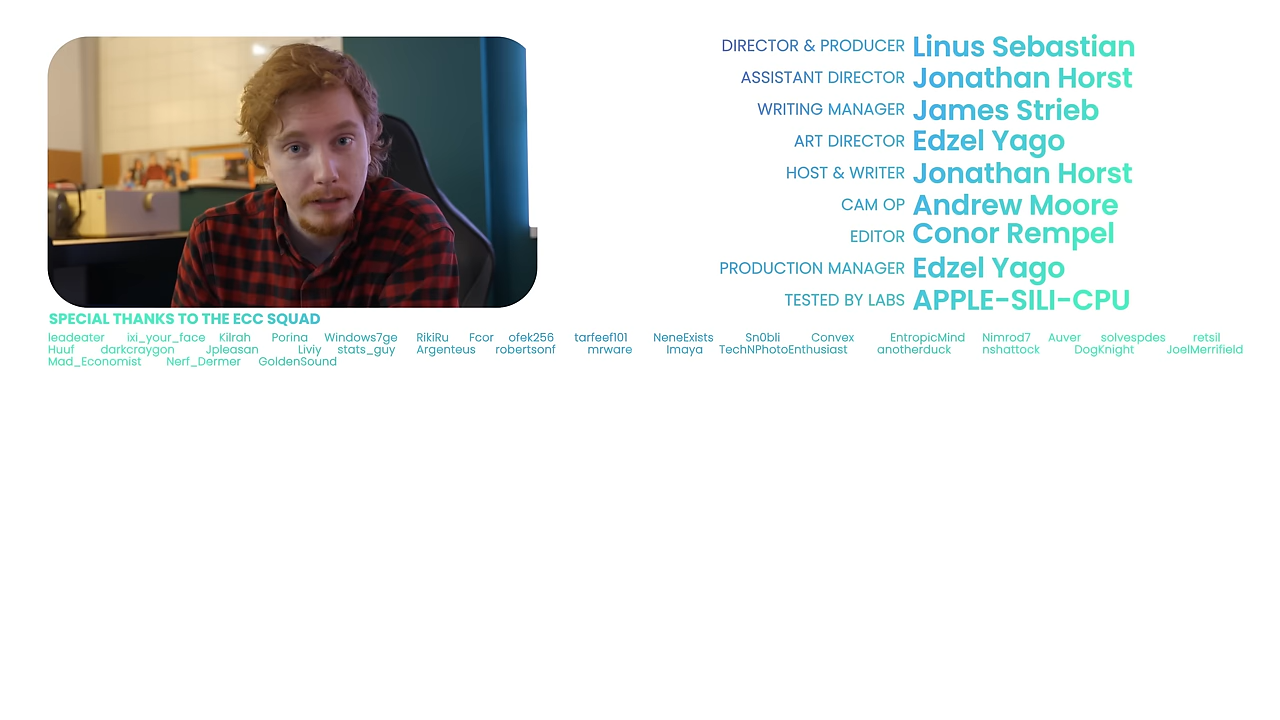 DIRECTOR & PRODUCER Linus Sebastian
ASSISTANT DIRECTOR Jonathan Horst
WRITING MANAGER James Strieb
ART DIRECTOR Edzel Yago
HOST & WRITER Jonathan Horst
CAM OP Andrew Moore
EDITOR Conor Rempel
PRODUCTION MANAGER Edzel Yago
TESTED BY LABS APPLE-SILI-CPU
SPECIAL THANKS TO THE ECC SQUAD
leadeater ixi_your_face Kilrah Porina Windows7ge RikiRu Fcor ofek256 tarfeef101 NeneExists Sn0bli Convex EntropicMind Nimrod7 Auver solvespdes retsil
Huuf darkcraygon Jpleasan Liviy stats_guy Argenteus robertsonf mrware Imaya TechNPhotoEnthusiast anotherduck nshattock DogKnight JoelMerrifield
Mad_Economist Nerf_Dermer GoldenSound